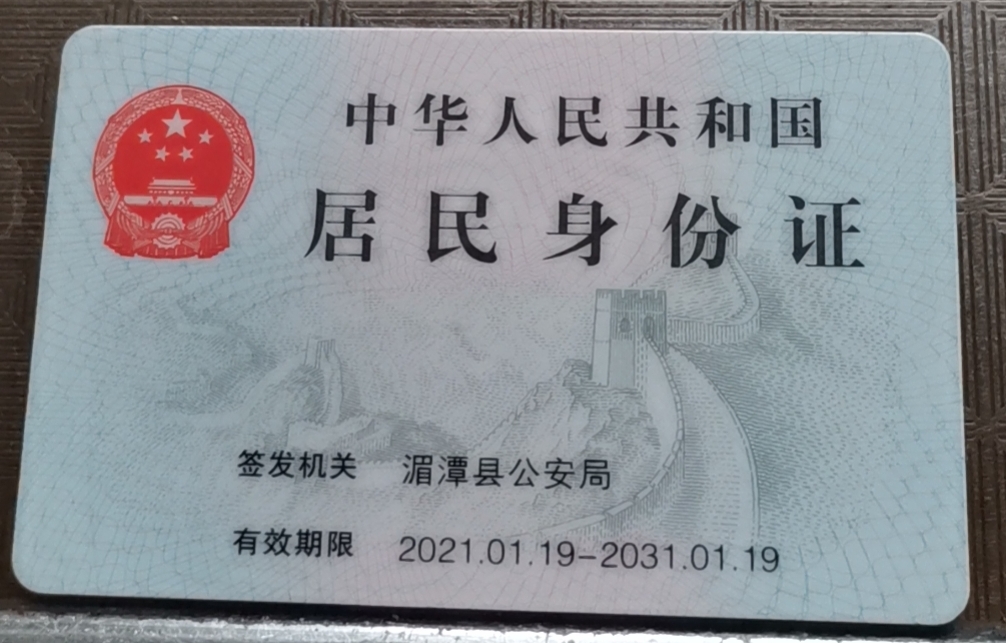 中华人民共和国
居民身份证
签发机关 湄潭县公安局
有效期限 2021.01.19-2031.01.19